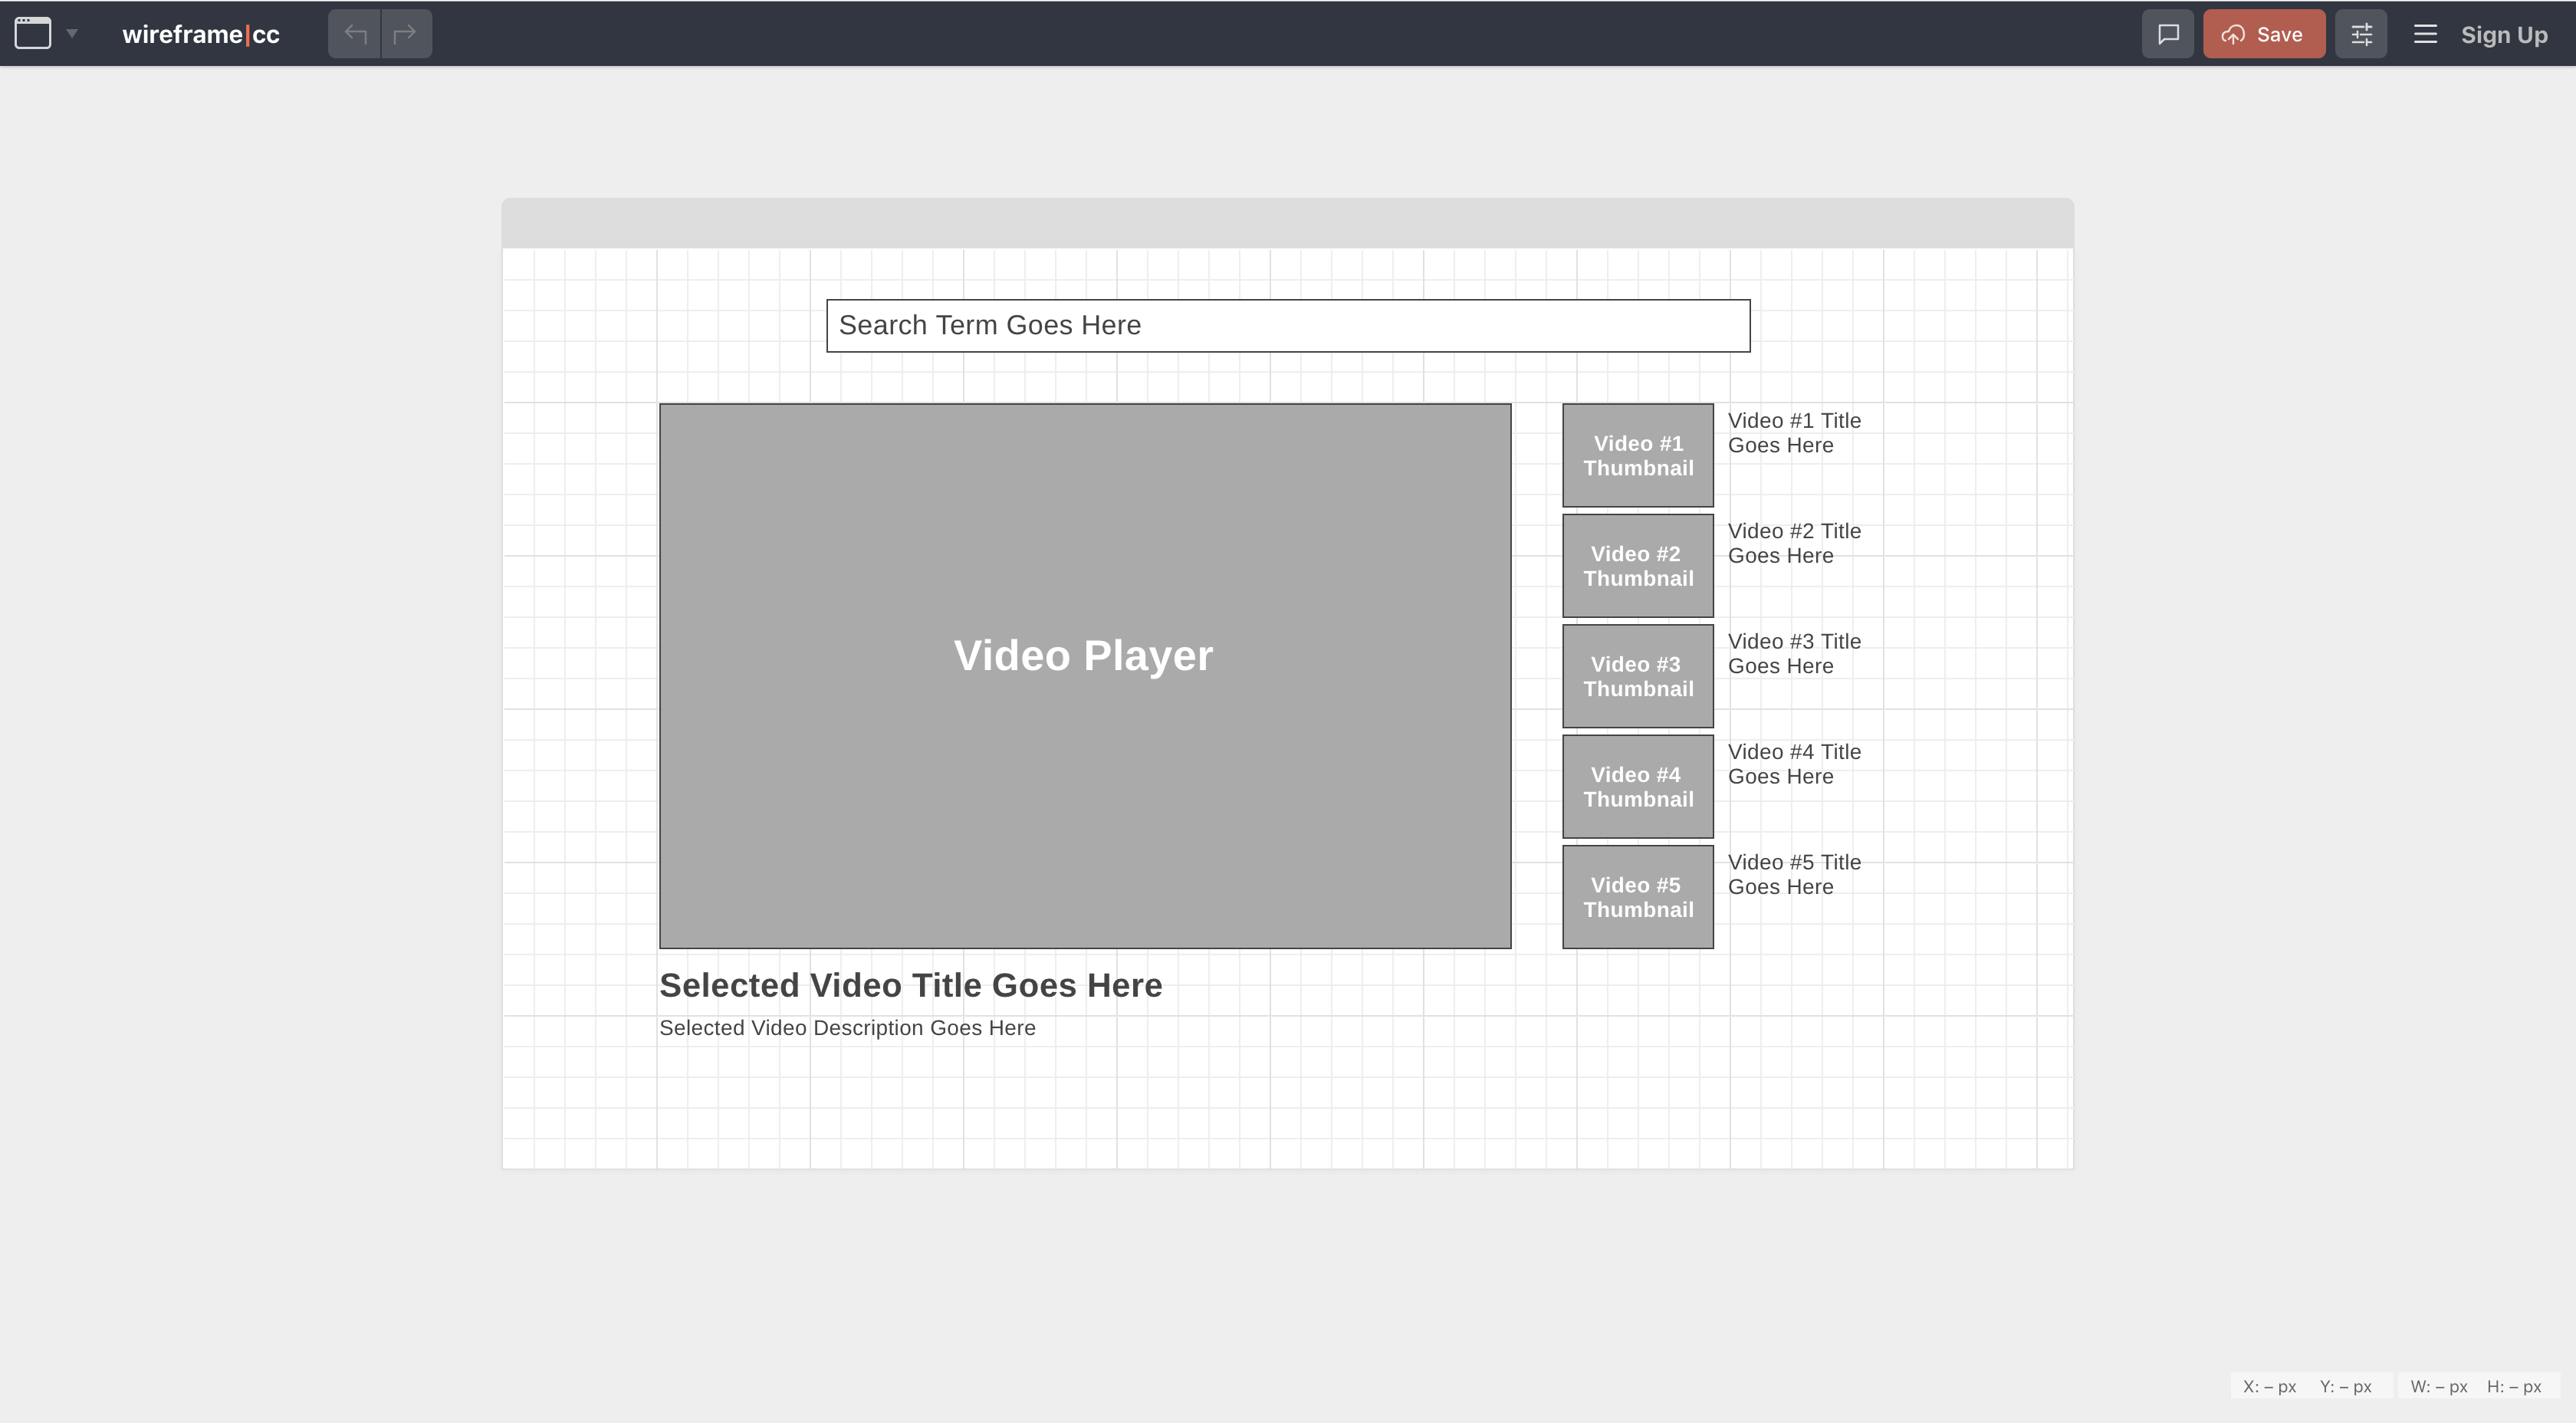 wireframe|cc
Save
Sign Up
Search Term Goes Here
Video Player
Video #1
Thumbnail
Video #1 Title
Goes Here
Video #2
Thumbnail
Video #2 Title
Goes Here
Video #3
Thumbnail
Video #3 Title
Goes Here
Video #4
Thumbnail
Video #4 Title
Goes Here
Video #5
Thumbnail
Video #5 Title
Goes Here
Selected Video Title Goes Here
Selected Video Description Goes Here
X: – px Y: – px W: – px H: – px